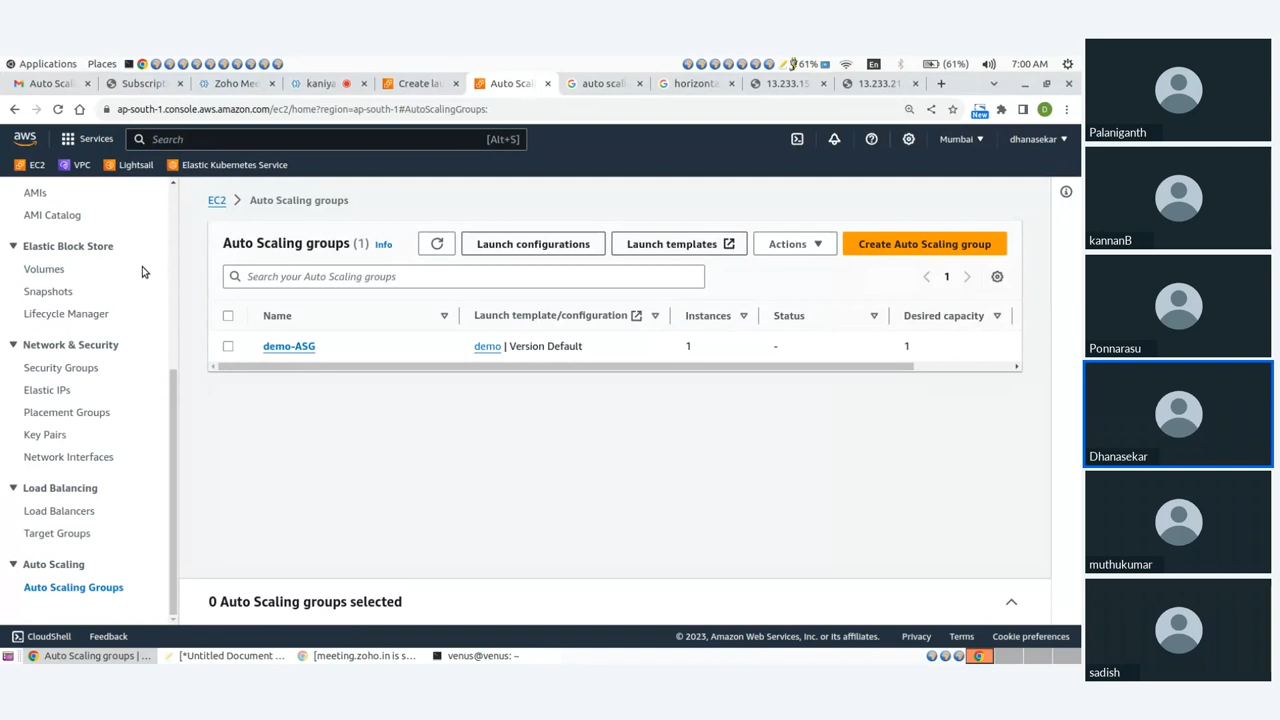 Applications Places 61% En (61%) 7:00 AM
Auto Scal Subscript Zoho Mee kaniya Create lau Auto Scal auto scal horizonta 13.233.15 13.233.21
ap-south-1.console.aws.amazon.com/ec2/home?region=ap-south-1#AutoScalingGroups: New D
aws Services Search [Alt+S] Mumbai dhanasekar
EC2 VPC Lightsail Elastic Kubernetes Service
AMIs
AMI Catalog
Elastic Block Store
Volumes
Snapshots
Lifecycle Manager
Network & Security
Security Groups
Elastic IPs
Placement Groups
Key Pairs
Network Interfaces
Load Balancing
Load Balancers
Target Groups
Auto Scaling
Auto Scaling Groups
EC2 Auto Scaling groups
Auto Scaling groups (1) Info Launch configurations Launch templates Actions Create Auto Scaling group
Search your Auto Scaling groups 1
Name Launch template/configuration Instances Status Desired capacity
demo-ASG demo | Version Default 1 - 1
0 Auto Scaling groups selected
CloudShell Feedback © 2023, Amazon Web Services, Inc. or its affiliates. Privacy Terms Cookie preferences
Auto Scaling groups | ... [*Untitled Document ... [meeting.zoho.in is s... venus@venus: ~
Palaniganth
kannanB
Ponnarasu
Dhanasekar
muthukumar
sadish